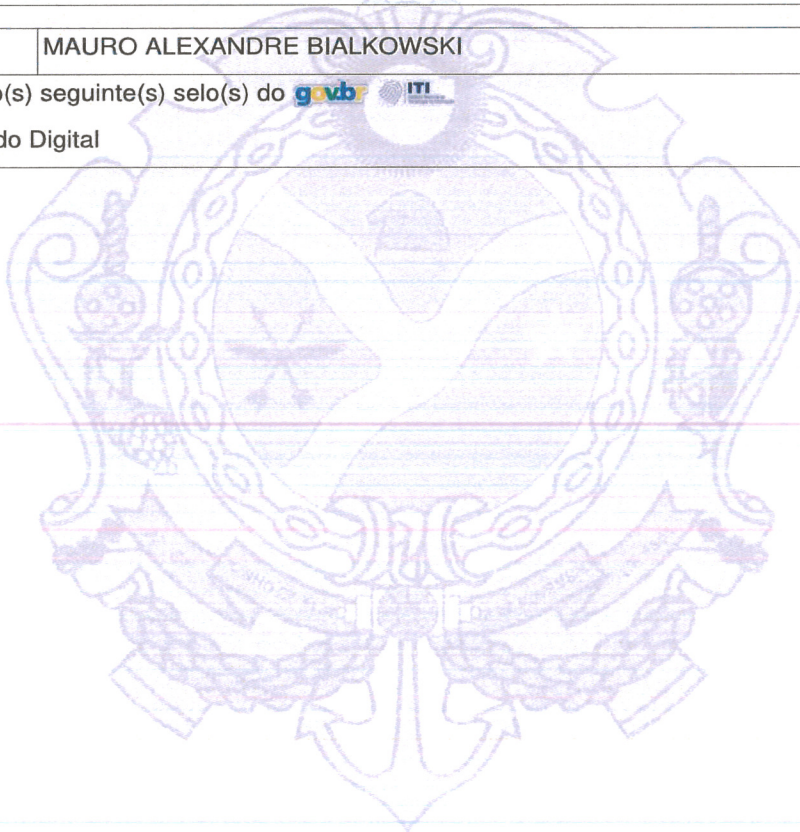 MAURO ALEXANDRE BIALKOWSKI
o(s) seguinte(s) selo(s) do gov.br ITI
do Digital